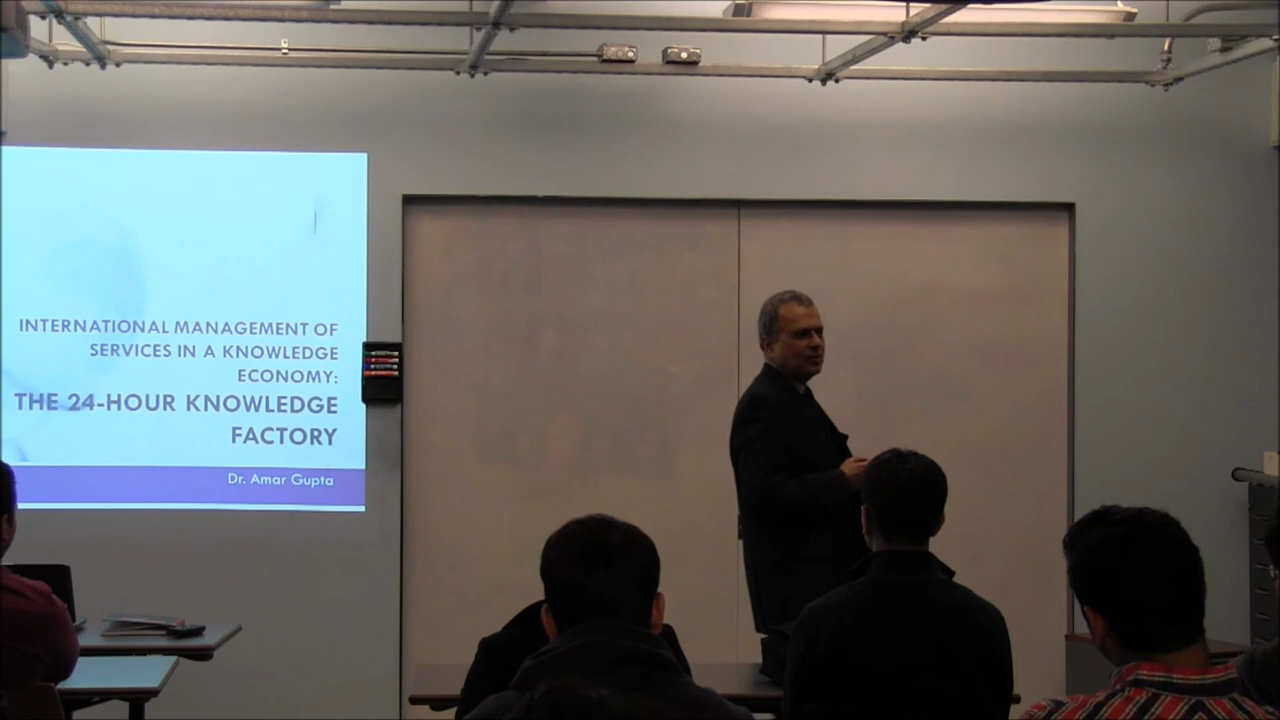 INTERNATIONAL MANAGEMENT OF
SERVICES IN A KNOWLEDGE
ECONOMY:
THE 24-HOUR KNOWLEDGE
FACTORY
Dr. Amar Gupta